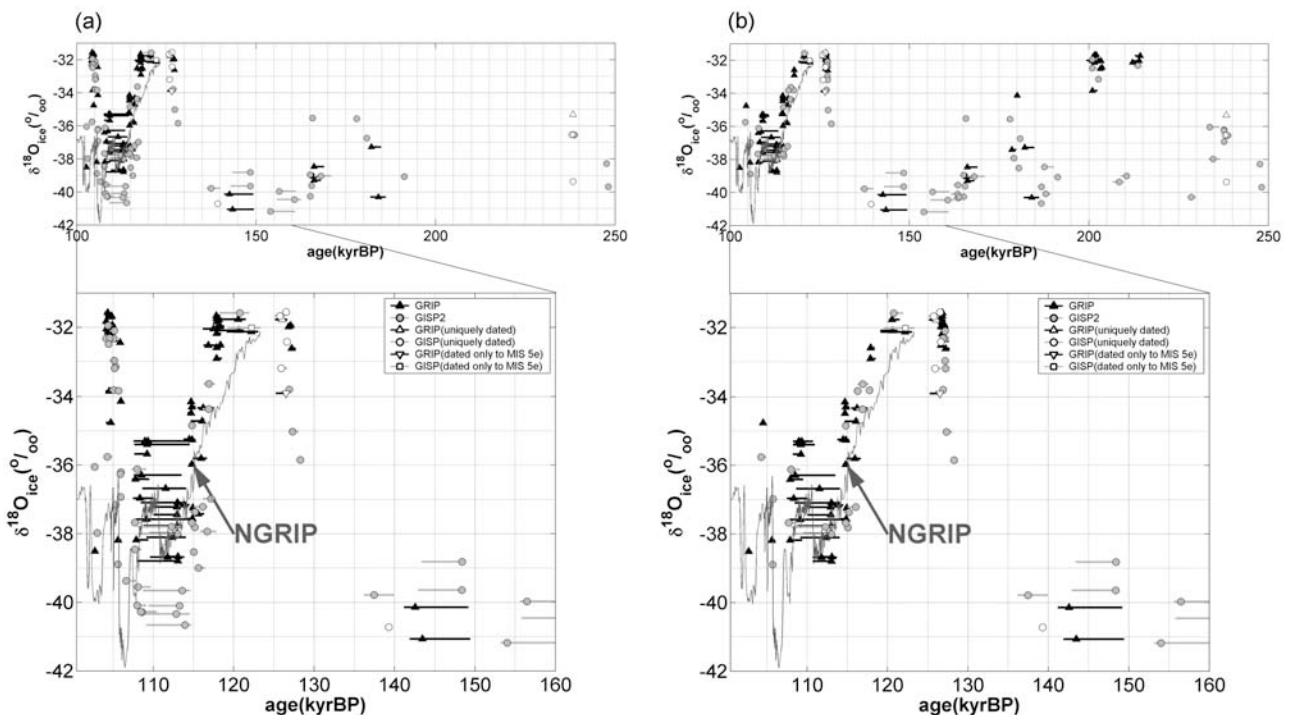 (a)
(b)
δ18Oice(o/oo)
-32
-34
-36
-38
-40
-42
100
150
200
250
age(kyrBP)
δ18Oice(o/oo)
-32
-34
-36
-38
-40
-42
100
150
200
250
age(kyrBP)
δ18Oice(o/oo)
-32
-34
-36
-38
-40
-42
GRIP
GISP2
GRIP(uniquely dated)
GISP(uniquely dated)
GRIP(dated only to MIS 5e)
GISP(dated only to MIS 5e)
NGRIP
110
120
130
140
150
160
age(kyrBP)
δ18Oice(o/oo)
-32
-34
-36
-38
-40
-42
GRIP
GISP2
GRIP(uniquely dated)
GISP(uniquely dated)
GRIP(dated only to MIS 5e)
GISP(dated only to MIS 5e)
NGRIP
110
120
130
140
150
160
age(kyrBP)